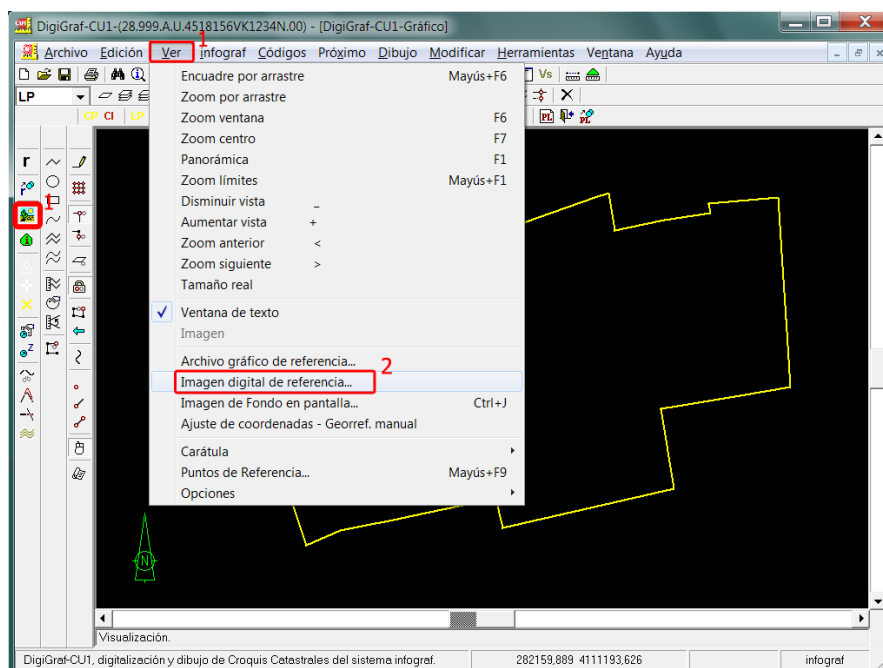 DigiGraf-CU1-(28.999.A.U.4518156VK1234N.00) - [DigiGraf-CU1-Gráfico]
1
Archivo Edición Ver infograf Códigos Próximo Dibujo Modificar Herramientas Ventana Ayuda
Vs
LP
CP CI LP
PL PL
r
1
Z
Encuadre por arrastre Mayús+F6
Zoom por arrastre
Zoom ventana F6
Zoom centro F7
Panorámica F1
Zoom límites Mayús+F1
Disminuir vista _
Aumentar vista +
Zoom anterior <
Zoom siguiente >
Tamaño real
Ventana de texto
Imagen
Archivo gráfico de referencia...
2
Imagen digital de referencia...
Imagen de Fondo en pantalla... Ctrl+J
Ajuste de coordenadas - Georref. manual
Carátula
Puntos de Referencia... Mayús+F9
Opciones
N
Visualización.
DigiGraf-CU1, digitalización y dibujo de Croquis Catastrales del sistema infograf. 282159,889 4111193,626 infograf